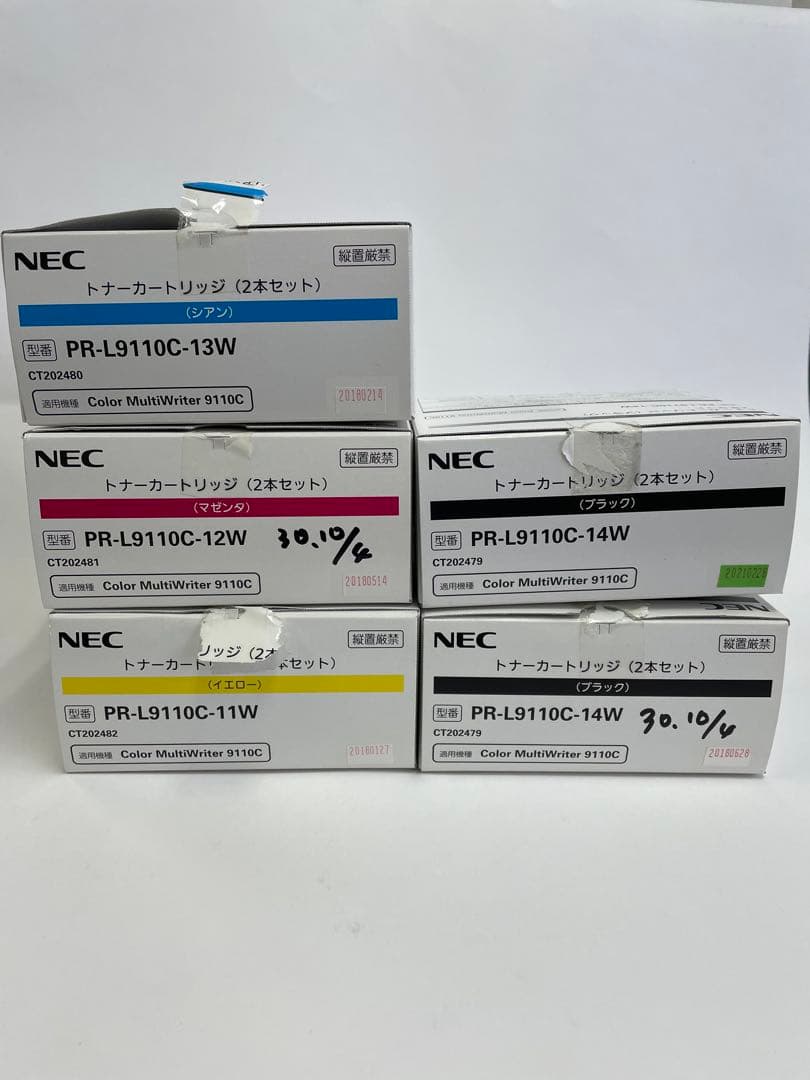 NEC
縦置厳禁
トナーカートリッジ（2本セット）
（シアン）
型番 PR-L9110C-13W
CT202480
適用機種 Color MultiWriter 9110C
20180214
NEC
縦置厳禁
トナーカートリッジ（2本セット）
（マゼンタ）
型番 PR-L9110C-12W 30.10/4
CT202481
適用機種 Color MultiWriter 9110C
20180514
NEC
縦置厳禁
トナーカートリッジ（2本セット）
（ブラック）
型番 PR-L9110C-14W
CT202479
適用機種 Color MultiWriter 9110C
20210226
NEC
縦置厳禁
リッジ（2本
トナーカート 本セット）
（イエロー）
型番 PR-L9110C-11W
CT202482
適用機種 Color MultiWriter 9110C
20180127
NEC
縦置厳禁
トナーカートリッジ（2本セット）
（ブラック）
型番 PR-L9110C-14W 30.10/4
CT202479
適用機種 Color MultiWriter 9110C
20180628